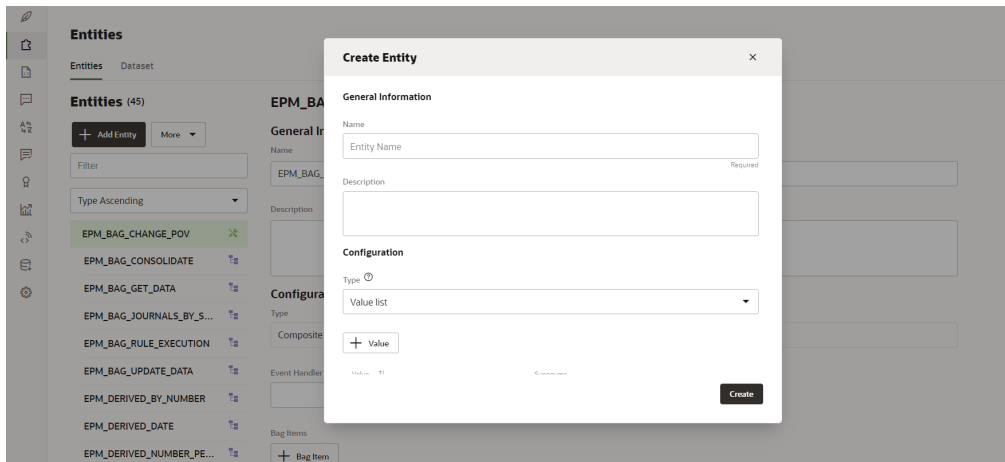 Entities
Entities Dataset
Entities (45)
+ Add Entity More
Filter
Type Ascending
EPM_BAG_CHANGE_POV
EPM_BAG_CONSOLIDATE
EPM_BAG_GET_DATA
EPM_BAG_JOURNALS_BY_S...
EPM_BAG_RULE_EXECUTION
EPM_BAG_UPDATE_DATA
EPM_DERIVED_BY_NUMBER
EPM_DERIVED_DATE
EPM_DERIVED_NUMBER_PE...
EPM_BA
General In
Name
EPM_BAG_
Description
Configura
Type
Composite
Event Handler
Bag Items
+ Bag Item
Create Entity
General Information
Name
Entity Name
Required
Description
Configuration
Type
Value list
+ Value
Create